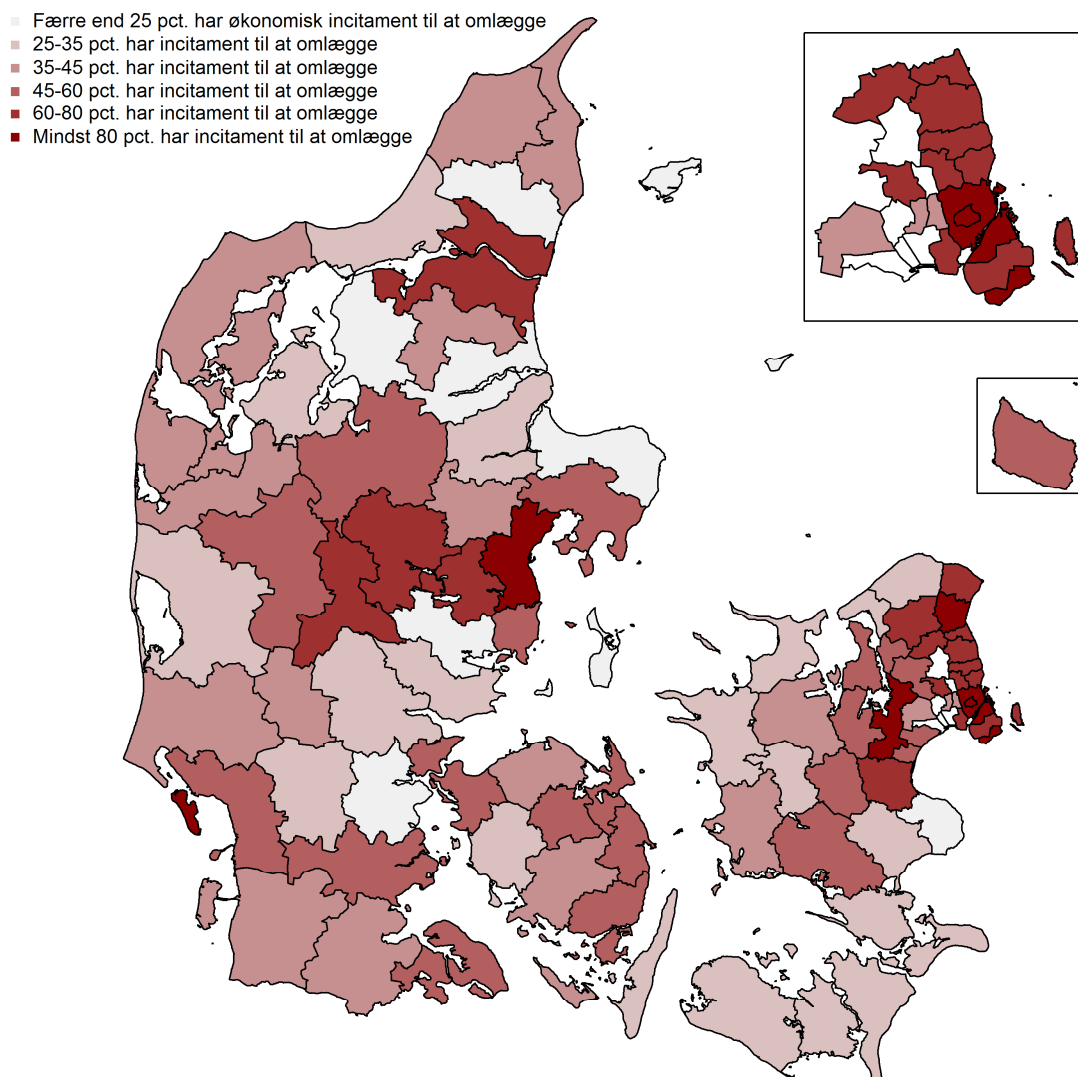 Færre end 25 pct. har økonomisk incitament til at omlægge
25-35 pct. har incitament til at omlægge
35-45 pct. har incitament til at omlægge
45-60 pct. har incitament til at omlægge
60-80 pct. har incitament til at omlægge
Mindst 80 pct. har incitament til at omlægge